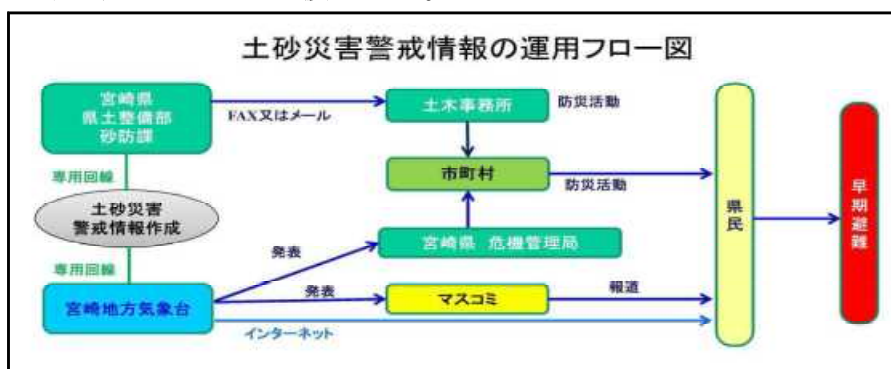 土砂災害警戒情報の運用フロー図
宮崎県
県土整備部
砂防課
FAX又はメール
土木事務所
防災活動
専用回線
市町村
防災活動
土砂災害
警戒情報作成
発表
宮崎県 危機管理局
専用回線
宮崎地方気象台
発表
マスコミ
報道
インターネット
県民
早期避難